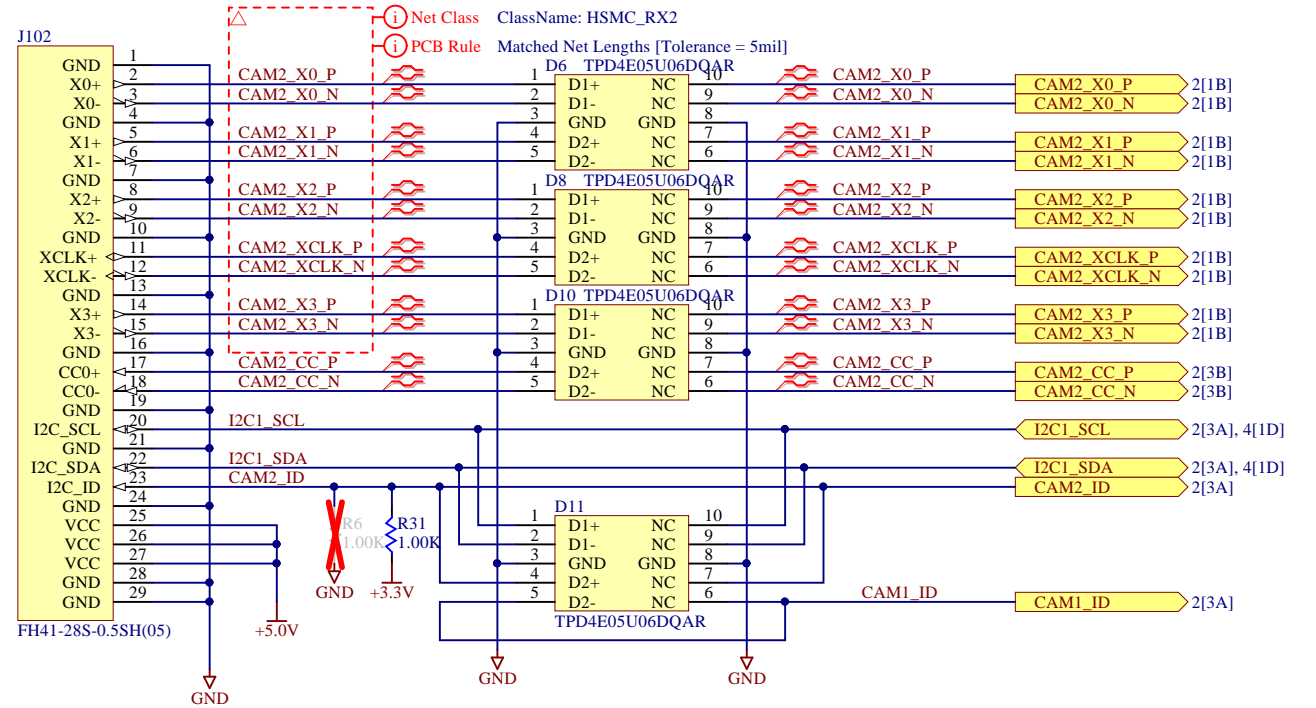 Net Class ClassName: HSMC_RX2
PCB Rule Matched Net Lengths [Tolerance = 5mil]
J102
GND 1
X0+ 2
X0- 3
GND 4
X1+ 5
X1- 6
GND 7
X2+ 8
X2- 9
GND 10
XCLK+ 11
XCLK- 12
GND 13
X3+ 14
X3- 15
GND 16
CC0+ 17
CC0- 18
GND 19
I2C_SCL 20
GND 21
I2C_SDA 22
I2C_ID 23
GND 24
VCC 25
VCC 26
VCC 27
GND 28
GND 29
FH41-28S-0.5SH(05)
GND
+5.0V
CAM2_X0_P
CAM2_X0_N
CAM2_X1_P
CAM2_X1_N
CAM2_X2_P
CAM2_X2_N
CAM2_XCLK_P
CAM2_XCLK_N
CAM2_X3_P
CAM2_X3_N
CAM2_CC_P
CAM2_CC_N
I2C1_SCL
I2C1_SDA
CAM2_ID
R6
1.00K
GND
R31
1.00K
+3.3V
D6 TPD4E05U06DQAR
1 D1+ NC 10
2 D1- NC 9
3 GND GND 8
4 D2+ NC 7
5 D2- NC 6
D8 TPD4E05U06DQAR
1 D1+ NC 10
2 D1- NC 9
3 GND GND 8
4 D2+ NC 7
5 D2- NC 6
D10 TPD4E05U06DQAR
1 D1+ NC 10
2 D1- NC 9
3 GND GND 8
4 D2+ NC 7
5 D2- NC 6
D11
1 D1+ NC 10
2 D1- NC 9
3 GND GND 8
4 D2+ NC 7
5 D2- NC 6
TPD4E05U06DQAR
GND
GND
CAM2_X0_P
CAM2_X0_N
CAM2_X1_P
CAM2_X1_N
CAM2_X2_P
CAM2_X2_N
CAM2_XCLK_P
CAM2_XCLK_N
CAM2_X3_P
CAM2_X3_N
CAM2_CC_P
CAM2_CC_N
CAM1_ID
CAM2_X0_P 2[1B]
CAM2_X0_N 2[1B]
CAM2_X1_P 2[1B]
CAM2_X1_N 2[1B]
CAM2_X2_P 2[1B]
CAM2_X2_N 2[1B]
CAM2_XCLK_P 2[1B]
CAM2_XCLK_N 2[1B]
CAM2_X3_P 2[1B]
CAM2_X3_N 2[1B]
CAM2_CC_P 2[3B]
CAM2_CC_N 2[3B]
I2C1_SCL 2[3A], 4[1D]
I2C1_SDA 2[3A], 4[1D]
CAM2_ID 2[3A]
CAM1_ID 2[3A]